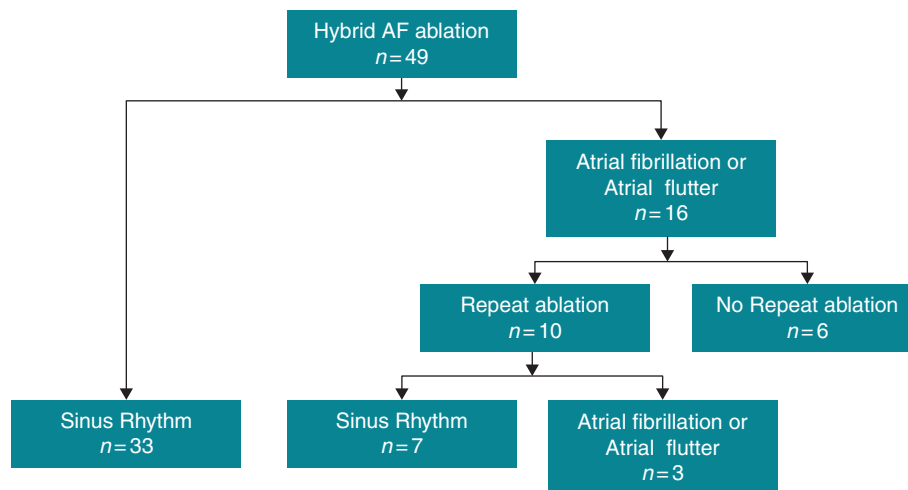 Hybrid AF ablation
n=49
Atrial fibrillation or
Atrial flutter
n=16
Repeat ablation
n=10
No Repeat ablation
n=6
Sinus Rhythm
n=33
Sinus Rhythm
n=7
Atrial fibrillation or
Atrial flutter
n=3